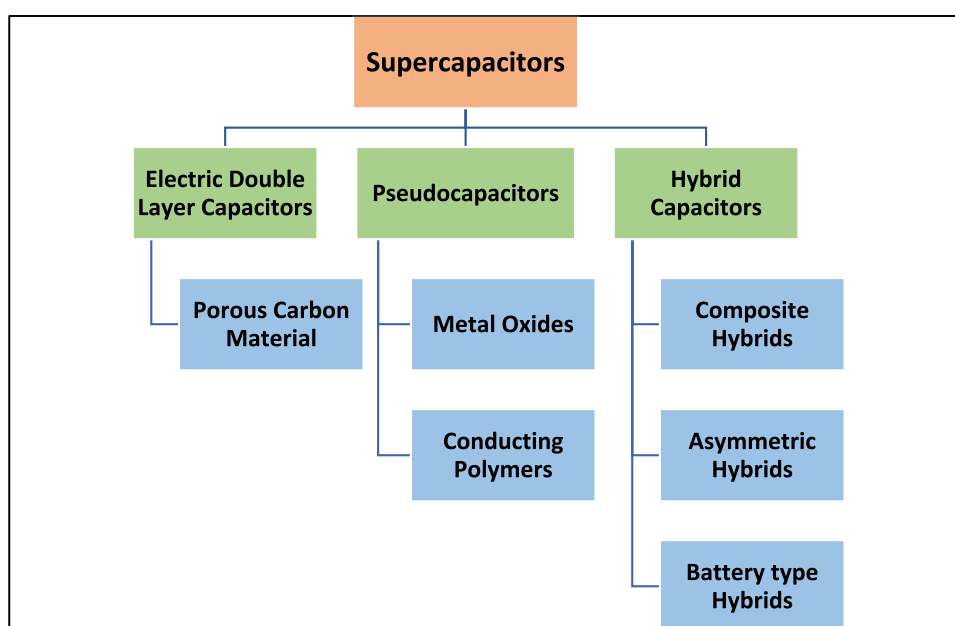 Supercapacitors
Electric Double
Layer Capacitors
Pseudocapacitors
Hybrid
Capacitors
Porous Carbon
Material
Metal Oxides
Composite
Hybrids
Conducting
Polymers
Asymmetric
Hybrids
Battery type
Hybrids